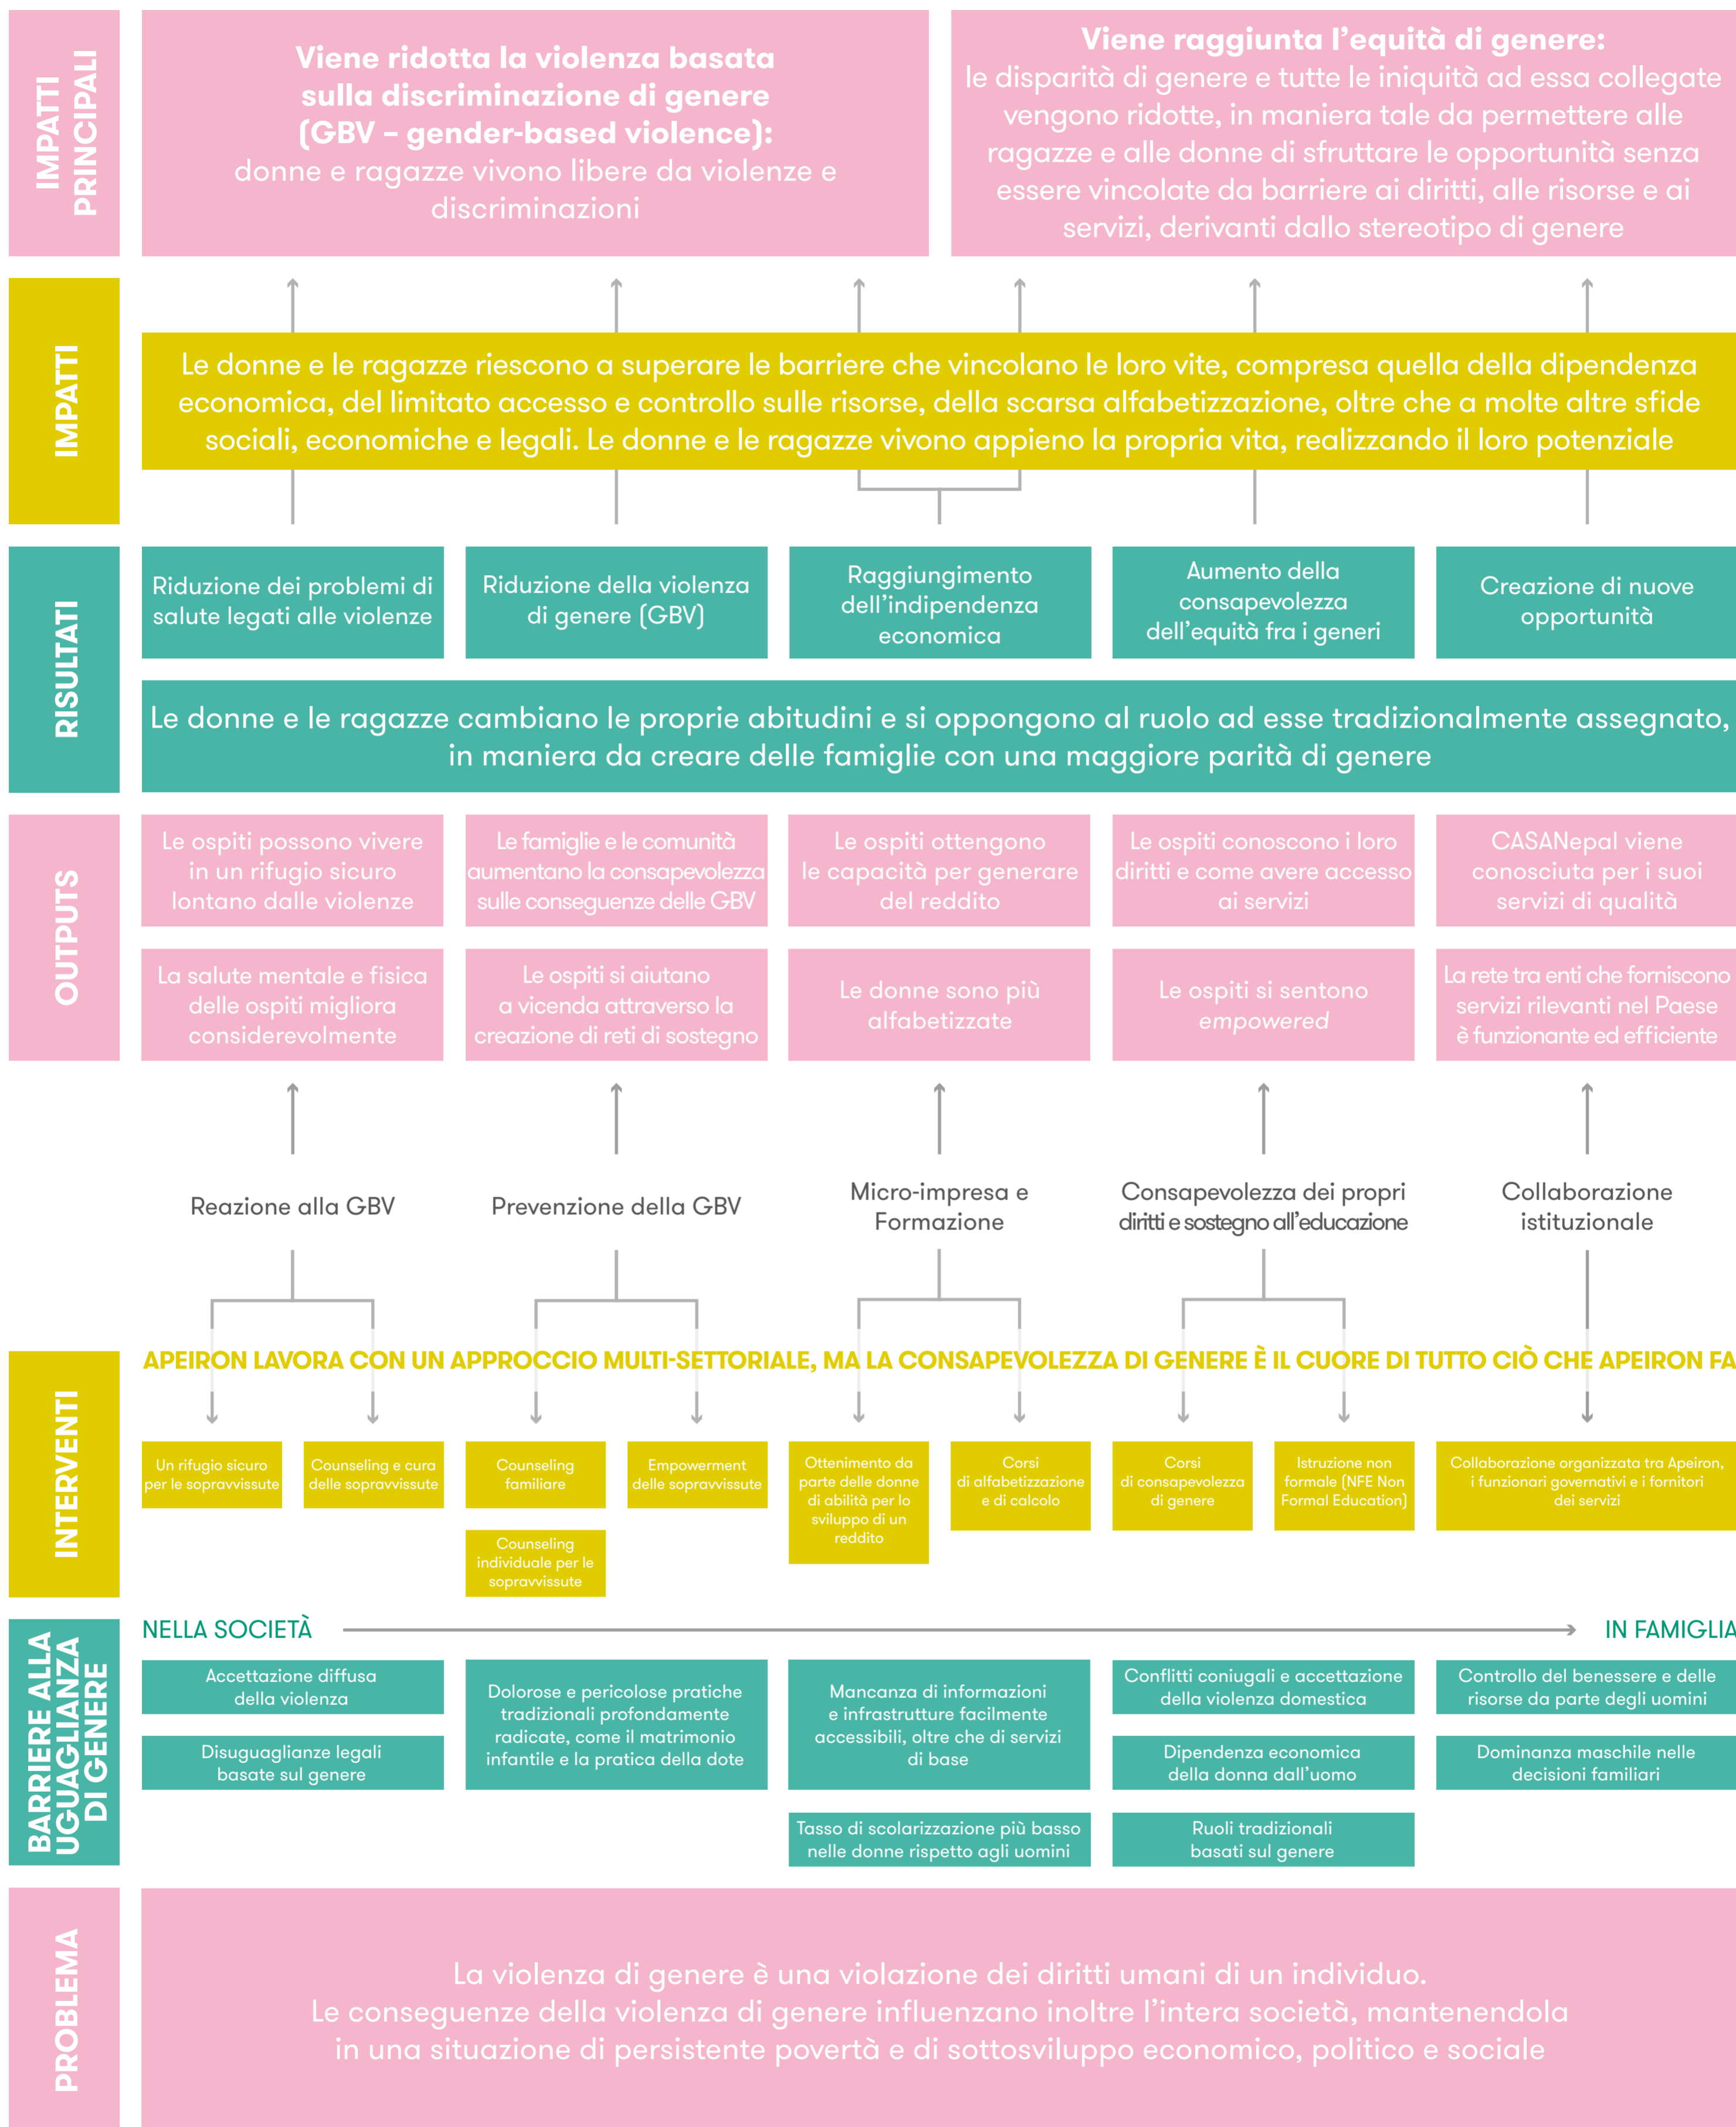 IMPATTI
PRINCIPALI
Viene ridotta la violenza basata
sulla discriminazione di genere
(GBV – gender-based violence):
donne e ragazze vivono libere da violenze e
discriminazioni
Viene raggiunta l’equità di genere:
le disparità di genere e tutte le iniquità ad essa collegate
vengono ridotte, in maniera tale da permettere alle
ragazze e alle donne di sfruttare le opportunità senza
essere vincolate da barriere ai diritti, alle risorse e ai
servizi, derivanti dallo stereotipo di genere
IMPATTI
Le donne e le ragazze riescono a superare le barriere che vincolano le loro vite, compresa quella della dipendenza
economica, del limitato accesso e controllo sulle risorse, della scarsa alfabetizzazione, oltre che a molte altre sfide
sociali, economiche e legali. Le donne e le ragazze vivono appieno la propria vita, realizzando il loro potenziale
RISULTATI
Riduzione dei problemi di
salute legati alle violenze
Riduzione della violenza
di genere (GBV)
Raggiungimento
dell’indipendenza
economica
Aumento della
consapevolezza
dell’equità fra i generi
Creazione di nuove
opportunità
Le donne e le ragazze cambiano le proprie abitudini e si oppongono al ruolo ad esse tradizionalmente assegnato,
in maniera da creare delle famiglie con una maggiore parità di genere
OUTPUTS
Le ospiti possono vivere
in un rifugio sicuro
lontano dalle violenze
Le famiglie e le comunità
aumentano la consapevolezza
sulle conseguenze delle GBV
Le ospiti ottengono
le capacità per generare
del reddito
Le ospiti conoscono i loro
diritti e come avere accesso
ai servizi
CASANepal viene
conosciuta per i suoi
servizi di qualità
La salute mentale e fisica
delle ospiti migliora
considerevolmente
Le ospiti si aiutano
a vicenda attraverso la
creazione di reti di sostegno
Le donne sono più
alfabetizzate
Le ospiti si sentono
empowered
La rete tra enti che forniscono
servizi rilevanti nel Paese
è funzionante ed efficiente
Reazione alla GBV
Prevenzione della GBV
Micro-impresa e
Formazione
Consapevolezza dei propri
diritti e sostegno all’educazione
Collaborazione
istituzionale
INTERVENTI
APEIRON LAVORA CON UN APPROCCIO MULTI-SETTORIALE, MA LA CONSAPEVOLEZZA DI GENERE È IL CUORE DI TUTTO CIÒ CHE APEIRON FA
Un rifugio sicuro
per le sopravvissute
Counseling e cura
delle sopravvissute
Counseling
familiare
Empowerment
delle sopravvissute
Ottenimento da
parte delle donne
di abilità per lo
sviluppo di un
reddito
Corsi
di alfabetizzazione
e di calcolo
Corsi
di consapevolezza
di genere
Istruzione non
formale (NFE Non
Formal Education)
Collaborazione organizzata tra Apeiron,
i funzionari governativi e i fornitori
dei servizi
Counseling
individuale per le
sopravvissute
BARRIERE ALLA
UGUAGLIANZA
DI GENERE
NELLA SOCIETÀ
IN FAMIGLIA
Accettazione diffusa
della violenza
Disuguaglianze legali
basate sul genere
Dolorose e pericolose pratiche
tradizionali profondamente
radicate, come il matrimonio
infantile e la pratica della dote
Mancanza di informazioni
e infrastrutture facilmente
accessibili, oltre che di servizi
di base
Tasso di scolarizzazione più basso
nelle donne rispetto agli uomini
Conflitti coniugali e accettazione
della violenza domestica
Dipendenza economica
della donna dall’uomo
Ruoli tradizionali
basati sul genere
Controllo del benessere e delle
risorse da parte degli uomini
Dominanza maschile nelle
decisioni familiari
PROBLEMA
La violenza di genere è una violazione dei diritti umani di un individuo.
Le conseguenze della violenza di genere influenzano inoltre l’intera società, mantenendola
in una situazione di persistente povertà e di sottosviluppo economico, politico e sociale